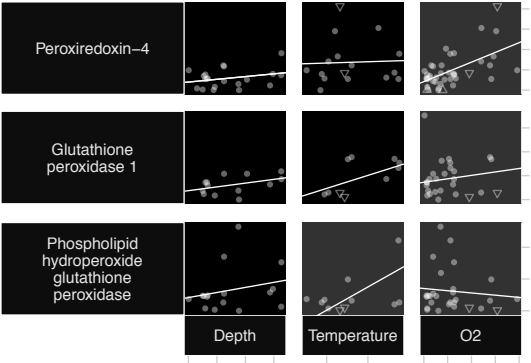 Peroxiredoxin−4
Glutathione
peroxidase 1
Phospholipid
hydroperoxide
glutathione
peroxidase
Depth
Temperature
O2